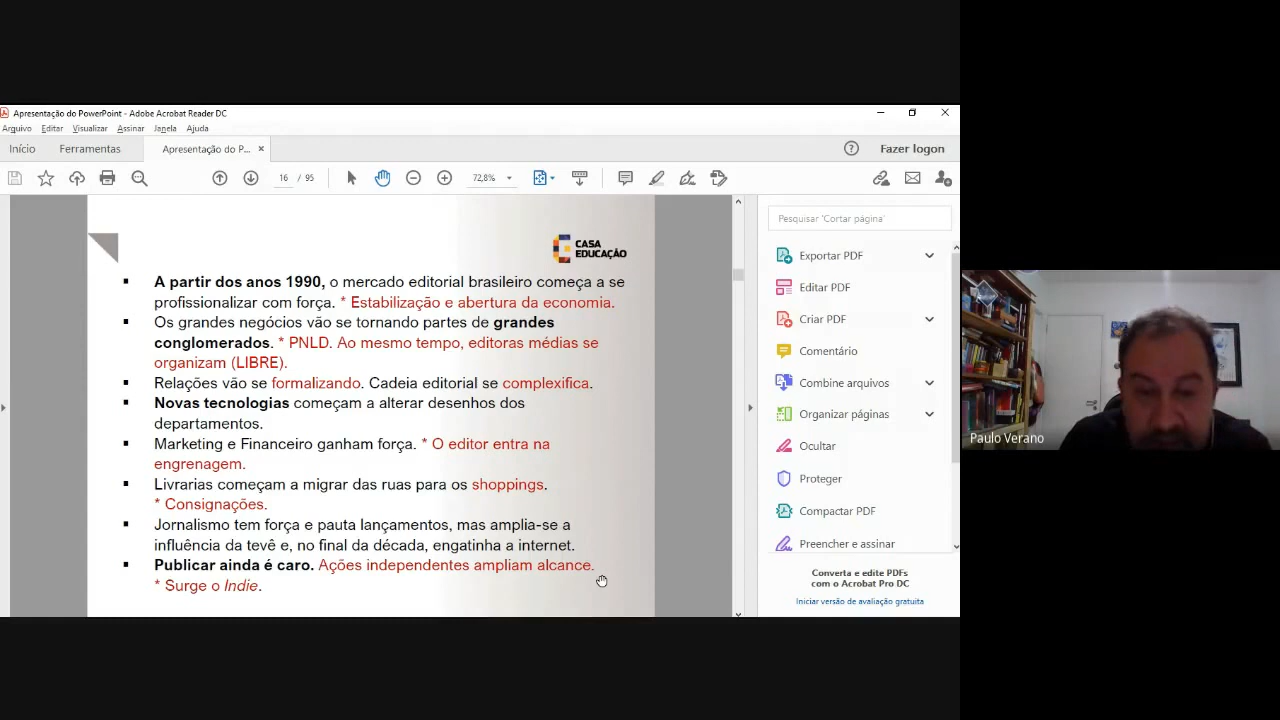 Apresentação do PowerPoint - Adobe Acrobat Reader DC
Arquivo Editar Visualizar Assinar Janela Ajuda
Início Ferramentas Apresentação do P... × ? Fazer logon
16 / 95 72,8%
CASA
EDUCAÇÃO
▪ A partir dos anos 1990, o mercado editorial brasileiro começa a se
profissionalizar com força. * Estabilização e abertura da economia.
▪ Os grandes negócios vão se tornando partes de grandes
conglomerados. * PNLD. Ao mesmo tempo, editoras médias se
organizam (LIBRE).
▪ Relações vão se formalizando. Cadeia editorial se complexifica.
▪ Novas tecnologias começam a alterar desenhos dos
departamentos.
▪ Marketing e Financeiro ganham força. * O editor entra na
engrenagem.
▪ Livrarias começam a migrar das ruas para os shoppings.
* Consignações.
▪ Jornalismo tem força e pauta lançamentos, mas amplia-se a
influência da tevê e, no final da década, engatinha a internet.
▪ Publicar ainda é caro. Ações independentes ampliam alcance.
* Surge o Indie.
Pesquisar 'Cortar página'
Exportar PDF
Editar PDF
Criar PDF
Comentário
Combine arquivos
Organizar páginas
Ocultar
Proteger
Compactar PDF
Preencher e assinar
Converta e edite PDFs
com o Acrobat Pro DC
Iniciar versão de avaliação gratuita
Paulo Verano